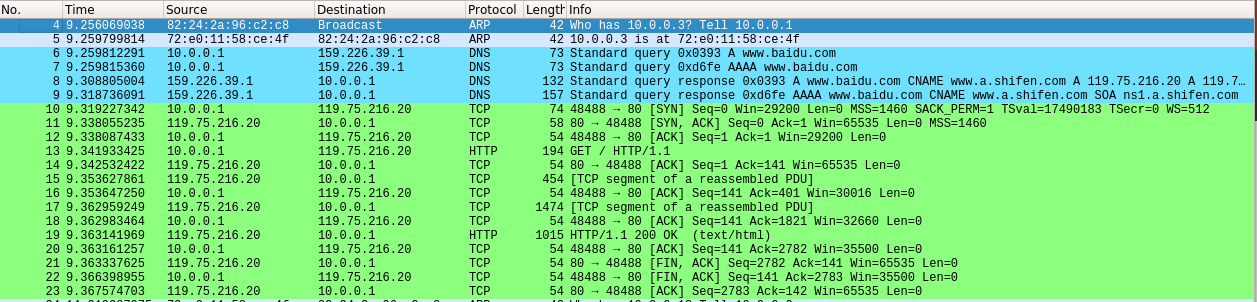 No. Time Source Destination Protocol Length Info
4 9.256069038 82:24:2a:96:c2:c8 Broadcast ARP 42 Who has 10.0.0.3? Tell 10.0.0.1
5 9.259799814 72:e0:11:58:ce:4f 82:24:2a:96:c2:c8 ARP 42 10.0.0.3 is at 72:e0:11:58:ce:4f
6 9.259812291 10.0.0.1 159.226.39.1 DNS 73 Standard query 0x0393 A www.baidu.com
7 9.259815360 10.0.0.1 159.226.39.1 DNS 73 Standard query 0xd6fe AAAA www.baidu.com
8 9.308805004 159.226.39.1 10.0.0.1 DNS 132 Standard query response 0x0393 A www.baidu.com CNAME www.a.shifen.com A 119.75.216.20 A 119.7…
9 9.318736091 159.226.39.1 10.0.0.1 DNS 157 Standard query response 0xd6fe AAAA www.baidu.com CNAME www.a.shifen.com SOA ns1.a.shifen.com
10 9.319227342 10.0.0.1 119.75.216.20 TCP 74 48488 → 80 [SYN] Seq=0 Win=29200 Len=0 MSS=1460 SACK_PERM=1 TSval=17490183 TSecr=0 WS=512
11 9.338055235 119.75.216.20 10.0.0.1 TCP 58 80 → 48488 [SYN, ACK] Seq=0 Ack=1 Win=65535 Len=0 MSS=1460
12 9.338087433 10.0.0.1 119.75.216.20 TCP 54 48488 → 80 [ACK] Seq=1 Ack=1 Win=29200 Len=0
13 9.341933425 10.0.0.1 119.75.216.20 HTTP 194 GET / HTTP/1.1
14 9.342532422 119.75.216.20 10.0.0.1 TCP 54 80 → 48488 [ACK] Seq=1 Ack=141 Win=65535 Len=0
15 9.353627861 119.75.216.20 10.0.0.1 TCP 454 [TCP segment of a reassembled PDU]
16 9.353647250 10.0.0.1 119.75.216.20 TCP 54 48488 → 80 [ACK] Seq=141 Ack=401 Win=30016 Len=0
17 9.362959249 119.75.216.20 10.0.0.1 TCP 1474 [TCP segment of a reassembled PDU]
18 9.362983464 10.0.0.1 119.75.216.20 TCP 54 48488 → 80 [ACK] Seq=141 Ack=1821 Win=32660 Len=0
19 9.363141969 119.75.216.20 10.0.0.1 HTTP 1015 HTTP/1.1 200 OK (text/html)
20 9.363161257 10.0.0.1 119.75.216.20 TCP 54 48488 → 80 [ACK] Seq=141 Ack=2782 Win=35500 Len=0
21 9.363337625 119.75.216.20 10.0.0.1 TCP 54 80 → 48488 [FIN, ACK] Seq=2782 Ack=141 Win=65535 Len=0
22 9.366398955 10.0.0.1 119.75.216.20 TCP 54 48488 → 80 [FIN, ACK] Seq=141 Ack=2783 Win=35500 Len=0
23 9.367574703 119.75.216.20 10.0.0.1 TCP 54 80 → 48488 [ACK] Seq=2783 Ack=142 Win=65535 Len=0